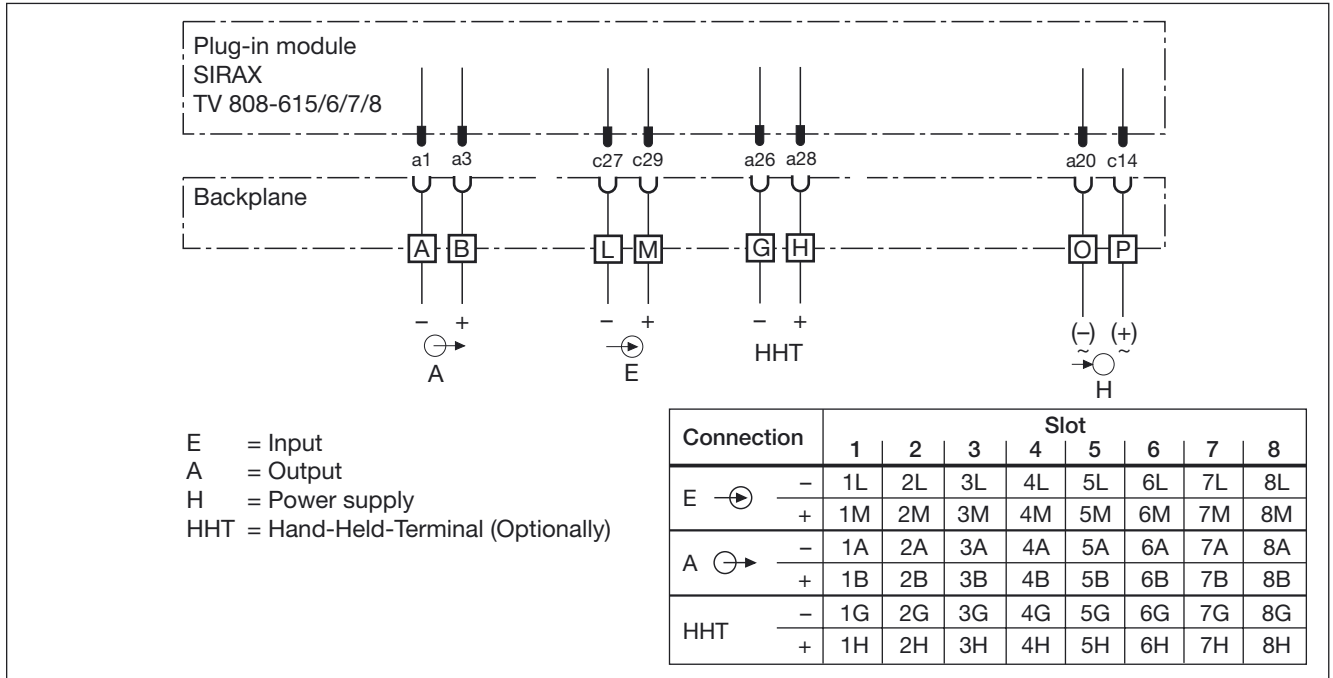 Plug-in module
SIRAX
TV 808-615/6/7/8
a1 a3 c27 c29 a26 a28 a20 c14
Backplane
A B L M G H O P
– + – + – + (–) (+)
~ ~
A E HHT H
E = Input
A = Output
H = Power supply
HHT = Hand-Held-Terminal (Optionally)
Connection Slot
1 2 3 4 5 6 7 8
E – 1L 2L 3L 4L 5L 6L 7L 8L
+ 1M 2M 3M 4M 5M 6M 7M 8M
A – 1A 2A 3A 4A 5A 6A 7A 8A
+ 1B 2B 3B 4B 5B 6B 7B 8B
HHT – 1G 2G 3G 4G 5G 6G 7G 8G
+ 1H 2H 3H 4H 5H 6H 7H 8H